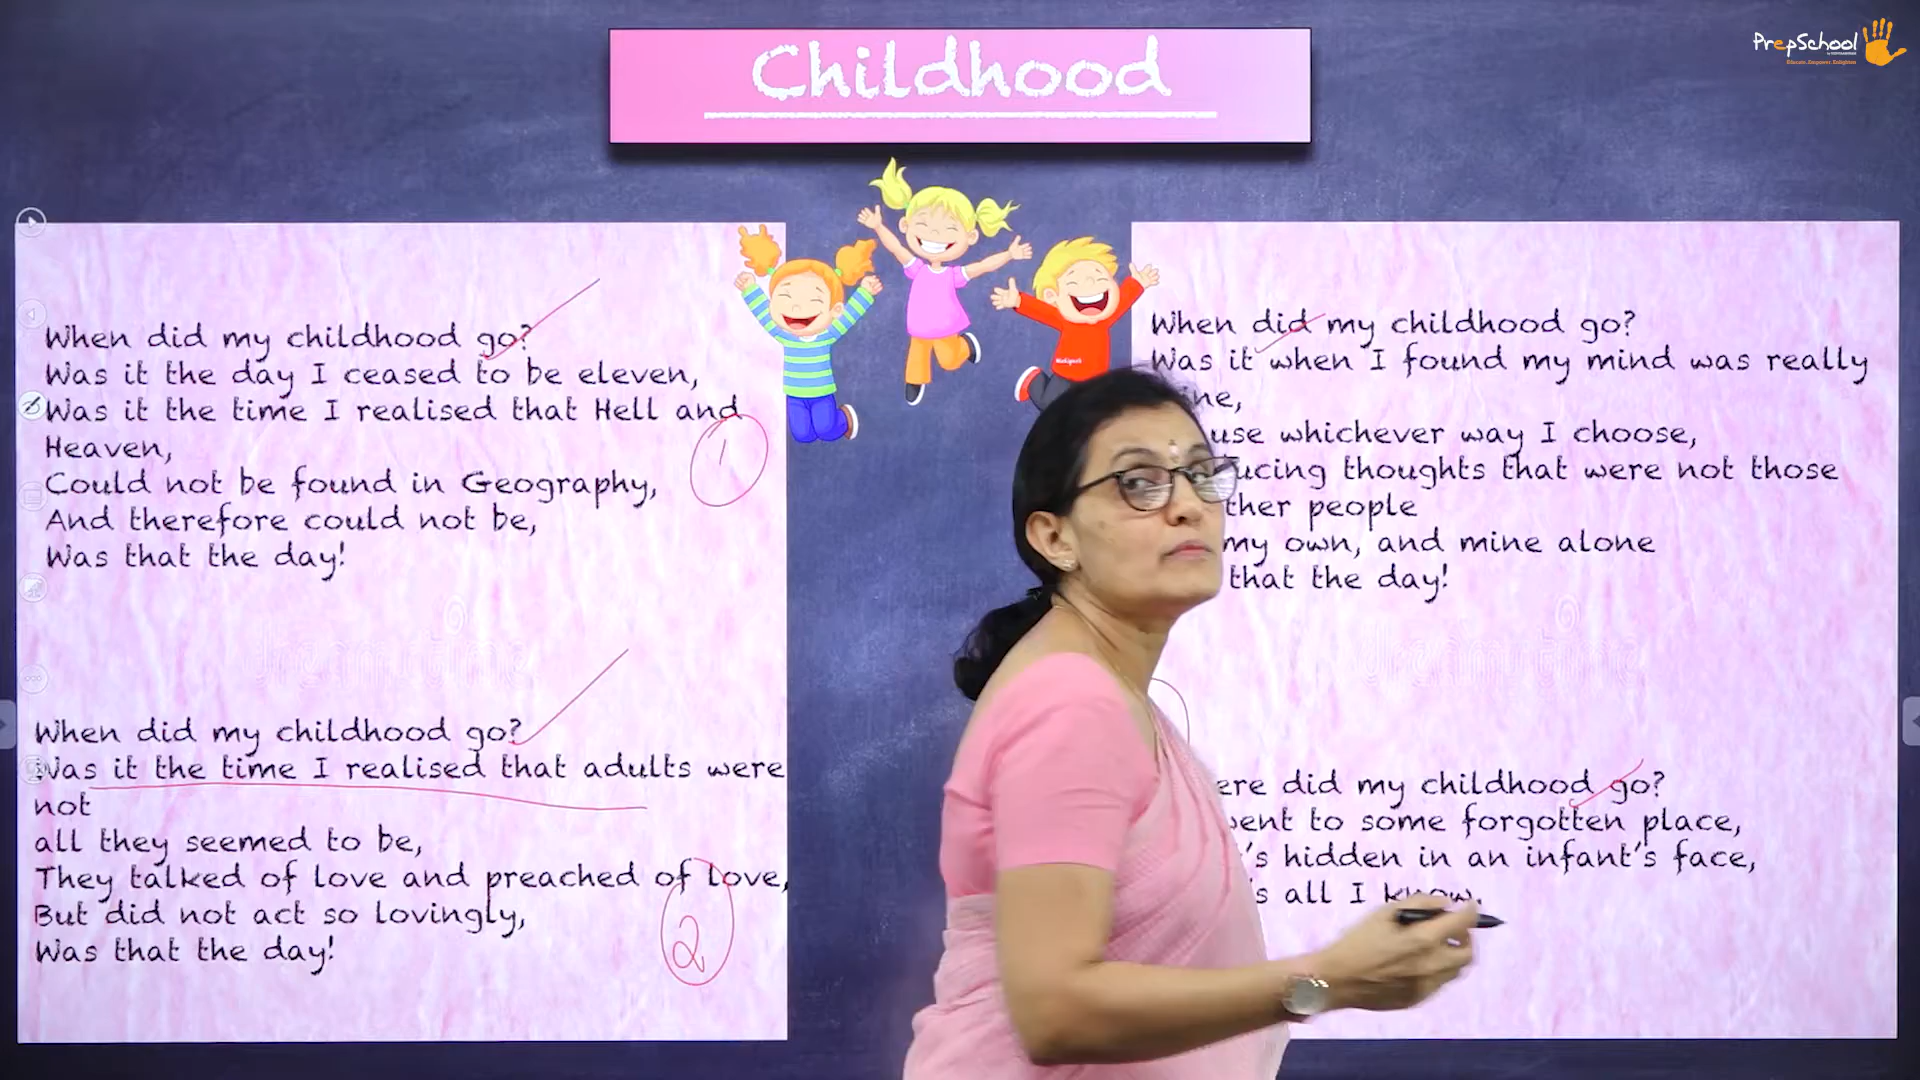 Childhood
PrepSchool
When did my childhood go?
Was it the day I ceased to be eleven,
Was it the time I realised that Hell and
Heaven,
Could not be found in Geography,
And therefore could not be,
Was that the day!
1
When did my childhood go?
Was it the time I realised that adults were
not
all they seemed to be,
They talked of love and preached of love,
But did not act so lovingly,
Was that the day!
2
When did my childhood go?
Was it when I found my mind was really
whichever way I choose,
thoughts that were not those
people
my own, and mine alone
that the day!
did my childhood go?
to some forgotten place,
hidden in an infant's face,
all I know.